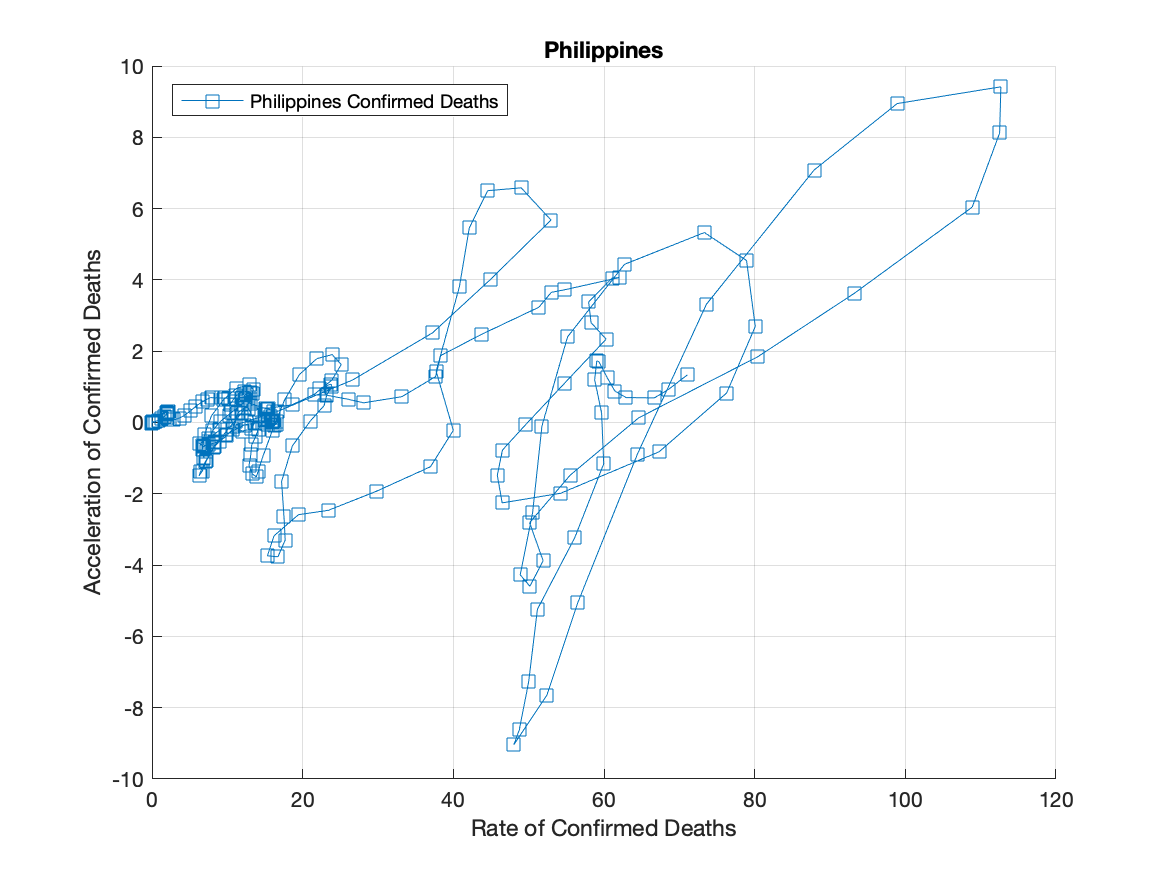 Philippines
Philippines Confirmed Deaths
10
8
6
4
2
0
-2
-4
-6
-8
-10
Acceleration of Confirmed Deaths
0 20 40 60 80 100 120
Rate of Confirmed Deaths